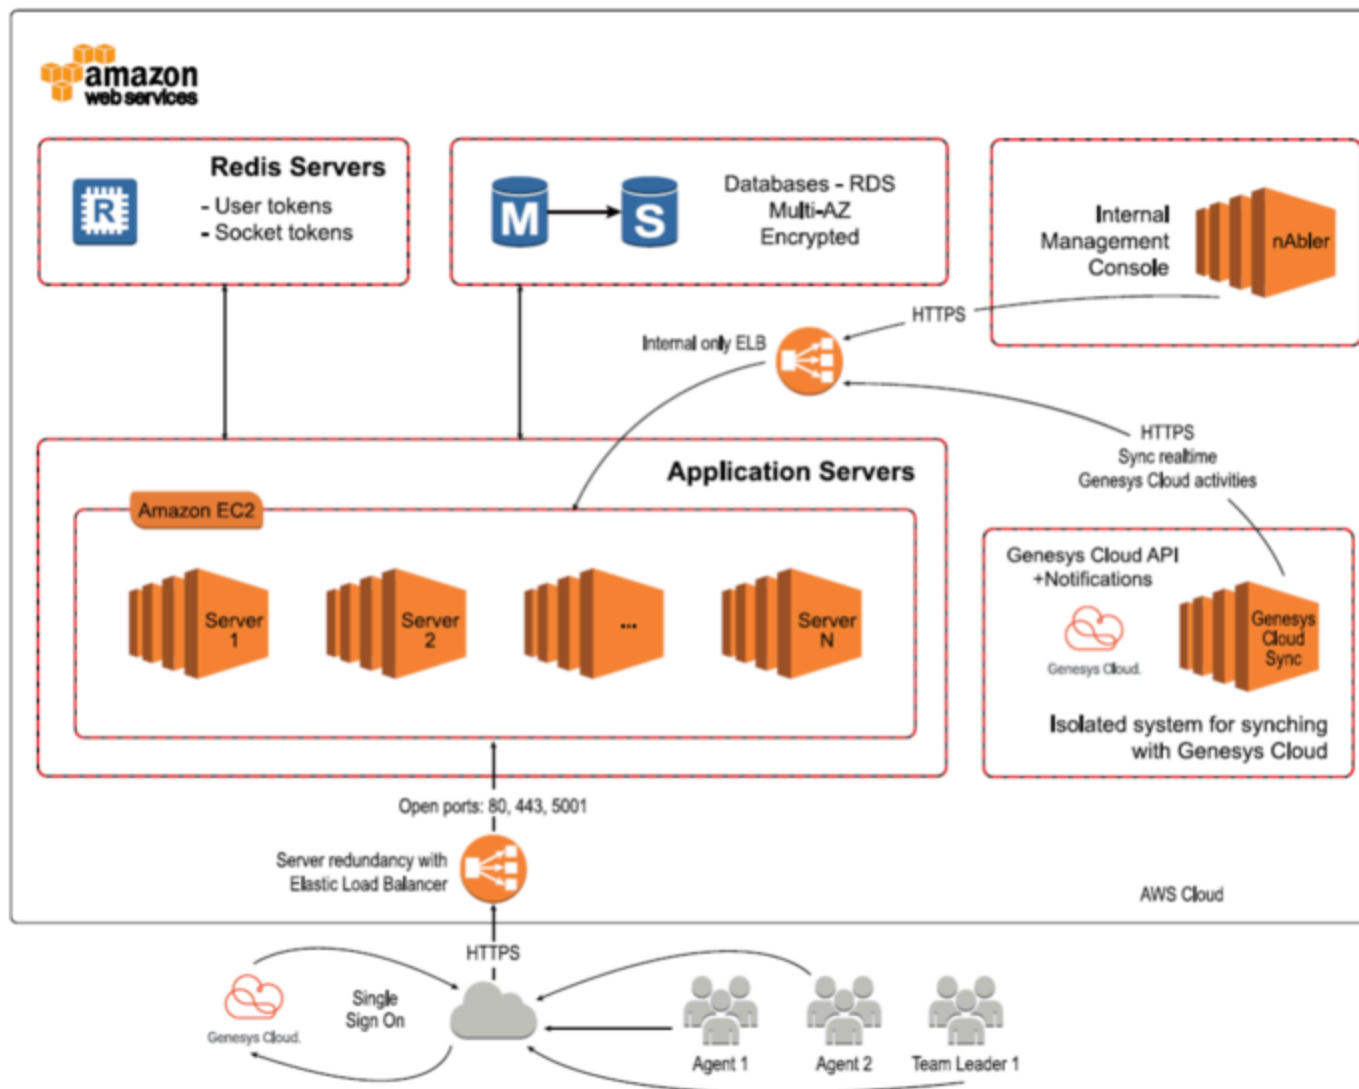 amazon
web services
Redis Servers
- User tokens
- Socket tokens
R
M
S
Databases - RDS
Multi-AZ
Encrypted
Internal
Management
Console
nAbler
HTTPS
Internal only ELB
HTTPS
Sync realtime
Genesys Cloud activities
Application Servers
Amazon EC2
Server
1
Server
2
...
Server
N
Genesys Cloud API
+Notifications
Genesys Cloud.
Genesys
Cloud
Sync
Isolated system for synching
with Genesys Cloud
Open ports: 80, 443, 5001
Server redundancy with
Elastic Load Balancer
AWS Cloud
HTTPS
Single
Sign On
Genesys Cloud.
Agent 1
Agent 2
Team Leader 1